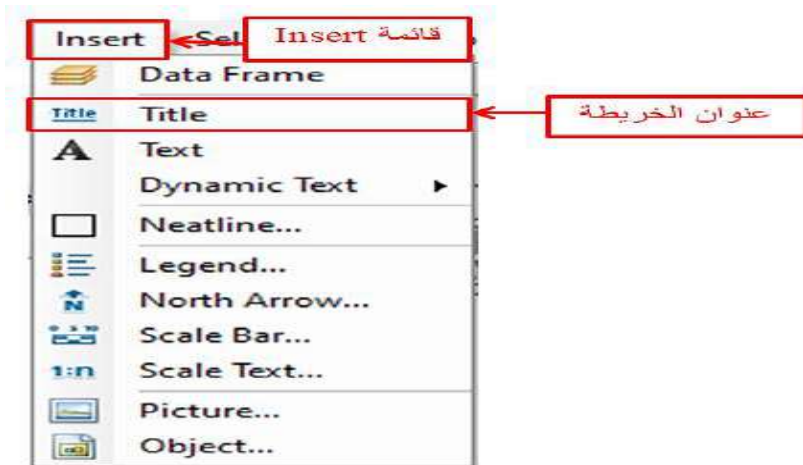 Insert Sel قائمة Insert
Data Frame
Title Title عنوان الخريطة
A Text
Dynamic Text
Neatline...
Legend...
N North Arrow...
Scale Bar...
1:n Scale Text...
Picture...
Object...